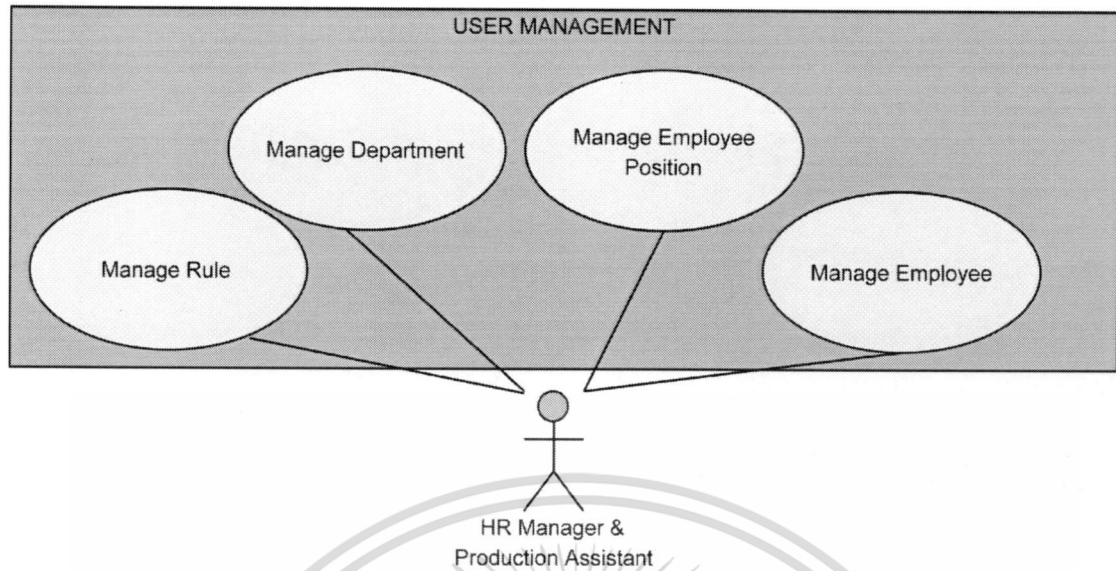 USER MANAGEMENT
Manage Department
Manage Employee
Position
Manage Rule
Manage Employee
HR Manager &
Production Assistant